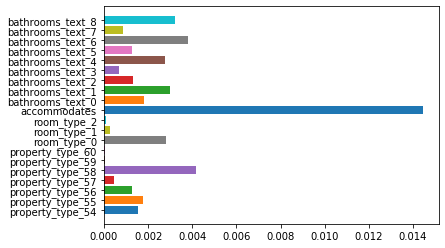 bathrooms_text_8
bathrooms_text_7
bathrooms_text_6
bathrooms_text_5
bathrooms_text_4
bathrooms_text_3
bathrooms_text_2
bathrooms_text_1
bathrooms_text_0
accommodates
room_type_2
room_type_1
room_type_0
property_type_60
property_type_59
property_type_58
property_type_57
property_type_56
property_type_55
property_type_54
0.000 0.002 0.004 0.006 0.008 0.010 0.012 0.014